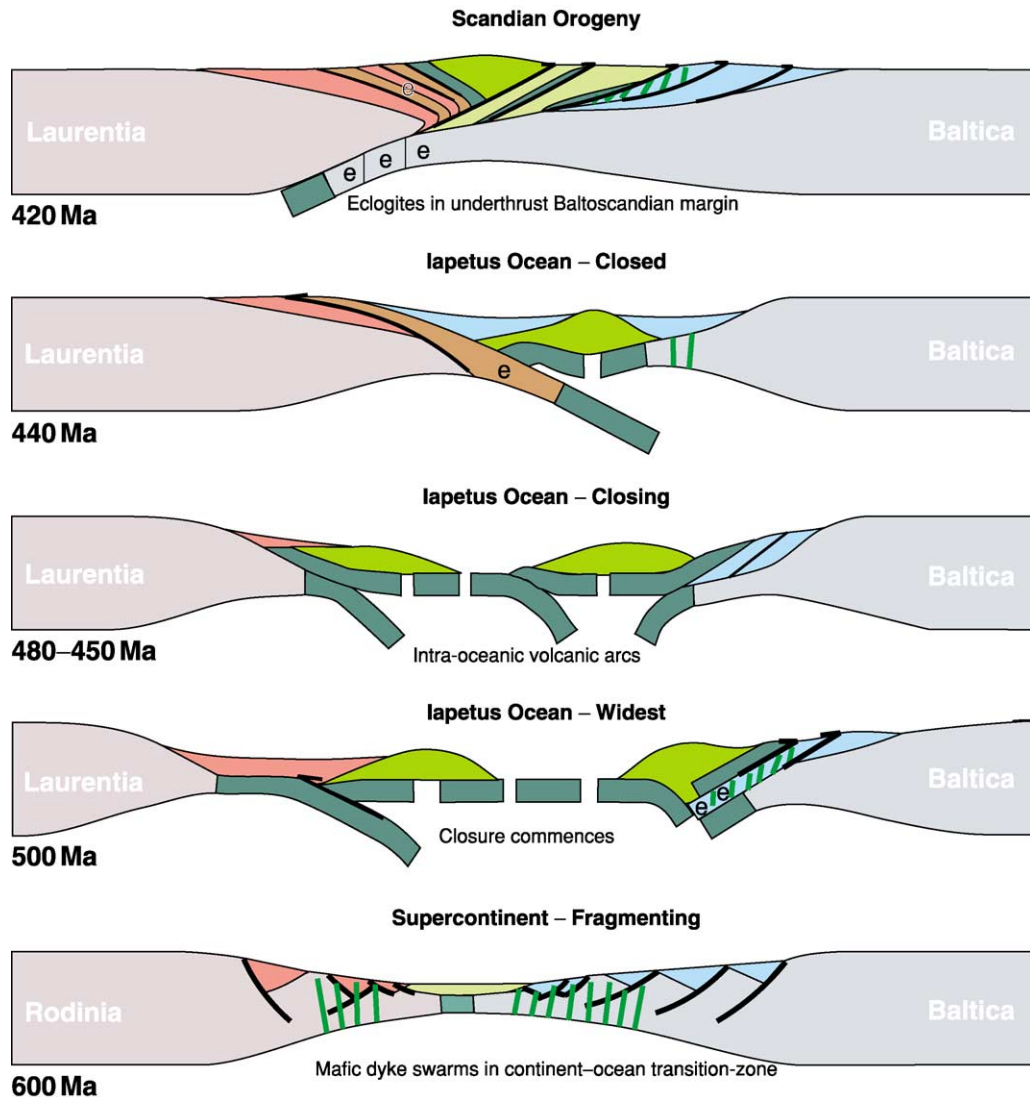 Scandian Orogeny
e
Laurentia
Baltica
e e e
Eclogites in underthrust Baltoscandian margin
420 Ma
Iapetus Ocean – Closed
Laurentia
Baltica
e
440 Ma
Iapetus Ocean – Closing
Laurentia
Baltica
480–450 Ma
Intra-oceanic volcanic arcs
Iapetus Ocean – Widest
Laurentia
Baltica
e e
Closure commences
500 Ma
Supercontinent – Fragmenting
Rodinia
Baltica
Mafic dyke swarms in continent–ocean transition-zone
600 Ma